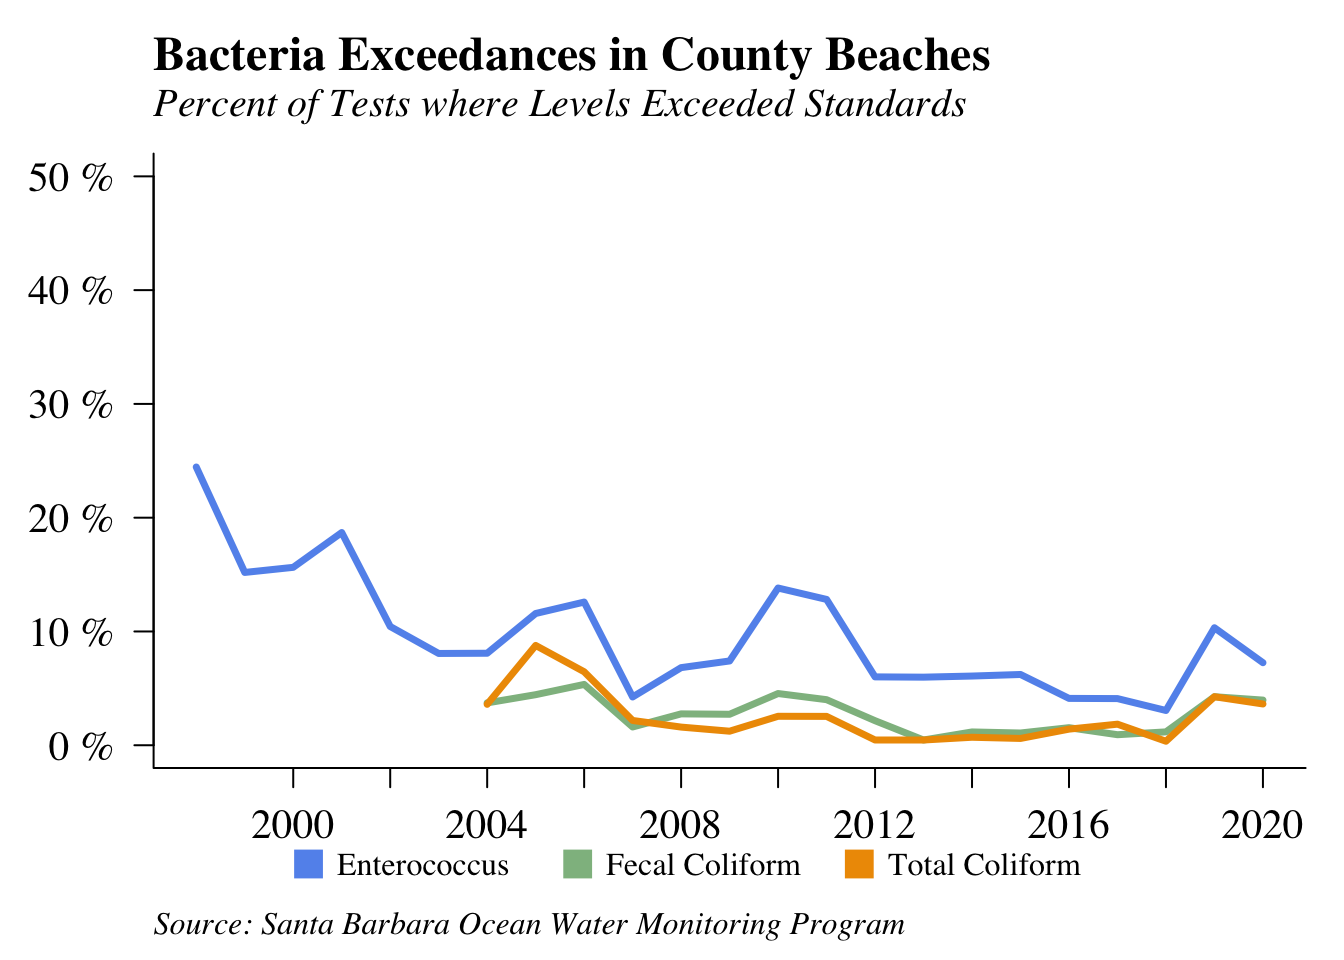 Bacteria Exceedances in County Beaches
Percent of Tests where Levels Exceeded Standards
50 %
40 %
30 %
20 %
10 %
0 %
2000 2004 2008 2012 2016 2020
Enterococcus Fecal Coliform Total Coliform
Source: Santa Barbara Ocean Water Monitoring Program